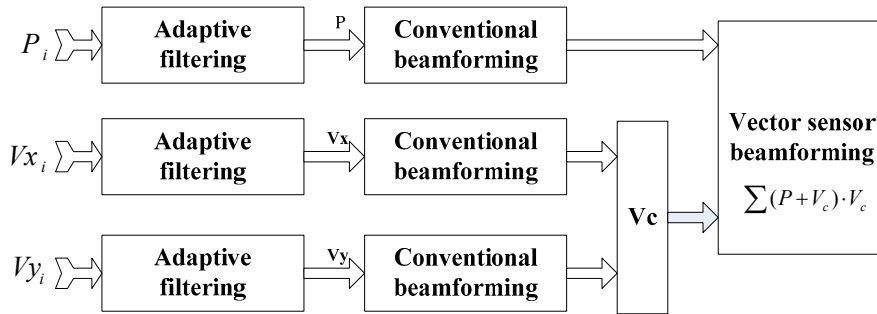 P_i
Adaptive
filtering
P
Conventional
beamforming
Vx_i
Adaptive
filtering
Vx
Conventional
beamforming
Vy_i
Adaptive
filtering
Vy
Conventional
beamforming
Vc
Vector sensor
beamforming
∑(P+V_c)·V_c